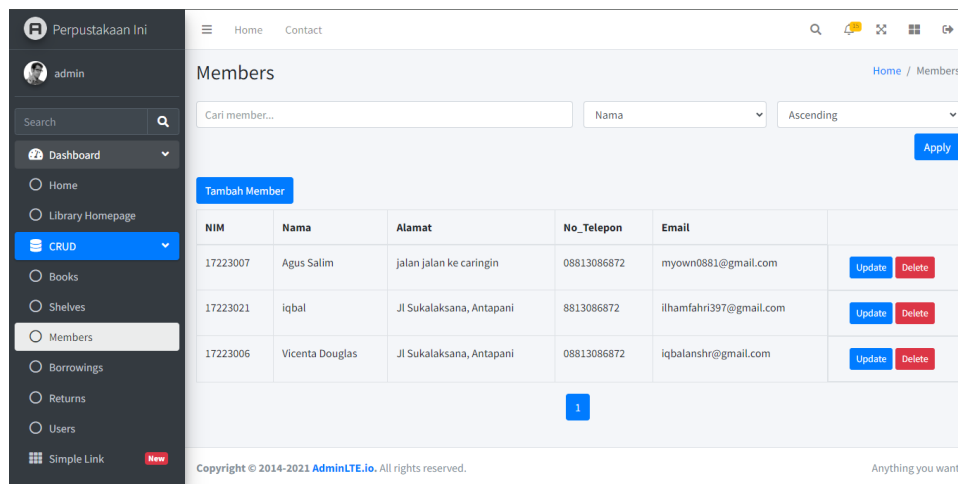 Perpustakaan Ini
Home Contact
15
admin
Members
Home / Members
Search
Cari member...
Nama
Ascending
Apply
Dashboard
Home
Library Homepage
CRUD
Books
Shelves
Members
Borrowings
Returns
Users
Simple Link New
Tambah Member
NIM Nama Alamat No_Telepon Email
17223007 Agus Salim jalan jalan ke caringin 08813086872 myown0881@gmail.com Update Delete
17223021 iqbal Jl Sukalaksana, Antapani 8813086872 ilhamfahri397@gmail.com Update Delete
17223006 Vicenta Douglas Jl Sukalaksana, Antapani 08813086872 iqbalanshr@gmail.com Update Delete
1
Copyright © 2014-2021 AdminLTE.io. All rights reserved.
Anything you want